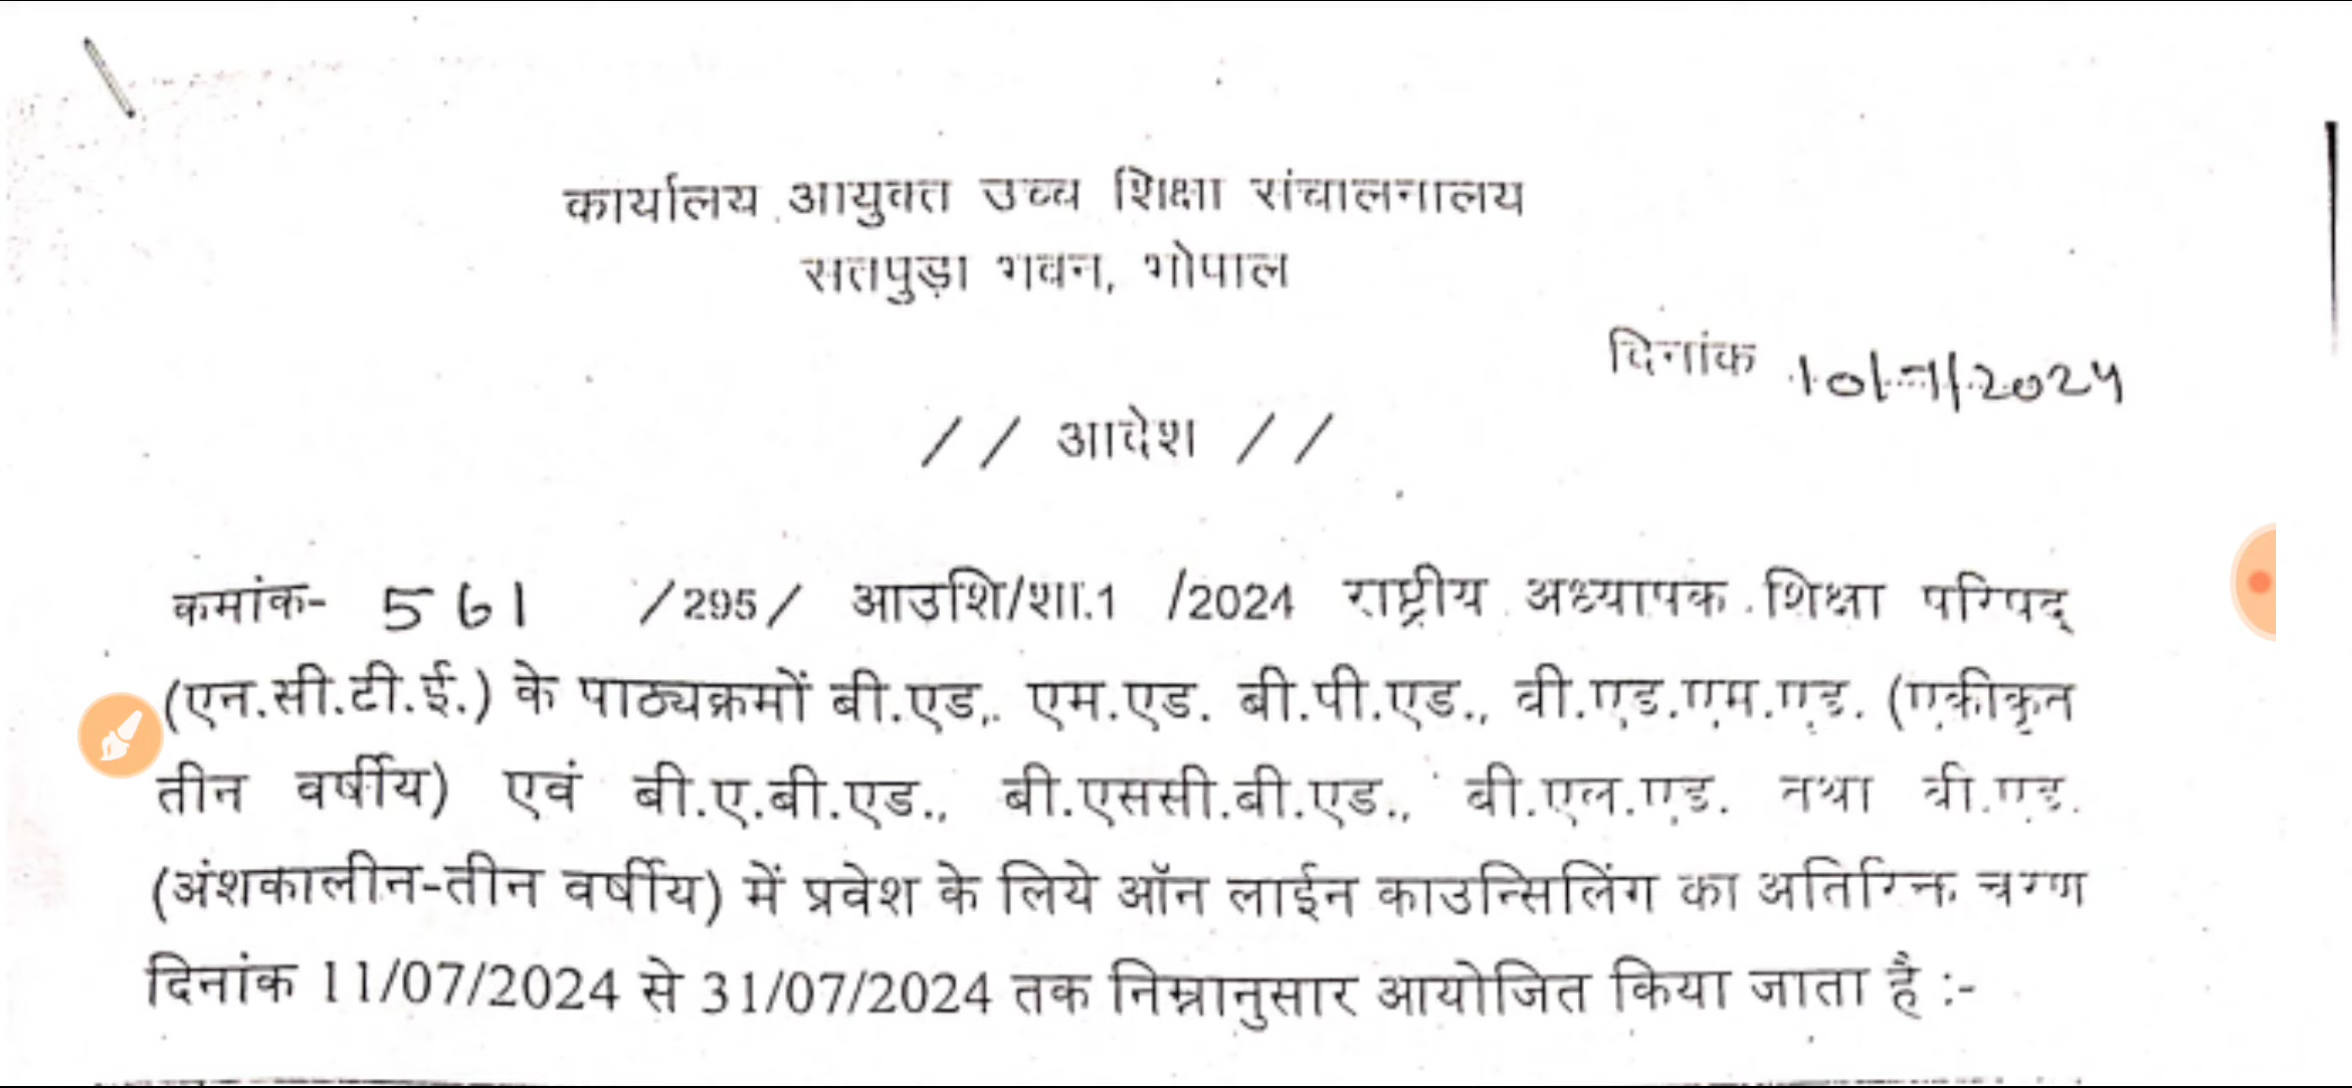 कार्यालय आयुक्त उच्च शिक्षा संचालनालय
सतपुड़ा भवन, भोपाल
दिनांक 10/7/2024
// आदेश //
कमांक- 561 /295/ आउशि/शा.1 /2024 राष्ट्रीय अध्यापक शिक्षा परिषद्
(एन.सी.टी.ई.) के पाठ्यक्रमों बी.एड., एम.एड. बी.पी.एड., बी.एड.एम.एड. (एकीकृत
तीन वर्षीय) एवं बी.ए.बी.एड., बी.एससी.बी.एड., बी.एल.एड. तथा बी.एड.
(अंशकालीन-तीन वर्षीय) में प्रवेश के लिये ऑन लाईन काउन्सिलिंग का अतिरिक्त चरण
दिनांक 11/07/2024 से 31/07/2024 तक निम्नानुसार आयोजित किया जाता है :-